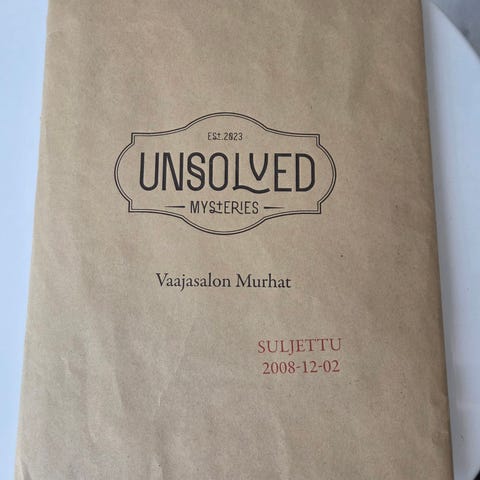 Est.2023
UNSOLVED
MYStERIES
Vaajasalon Murhat
SULJETTU
2008-12-02